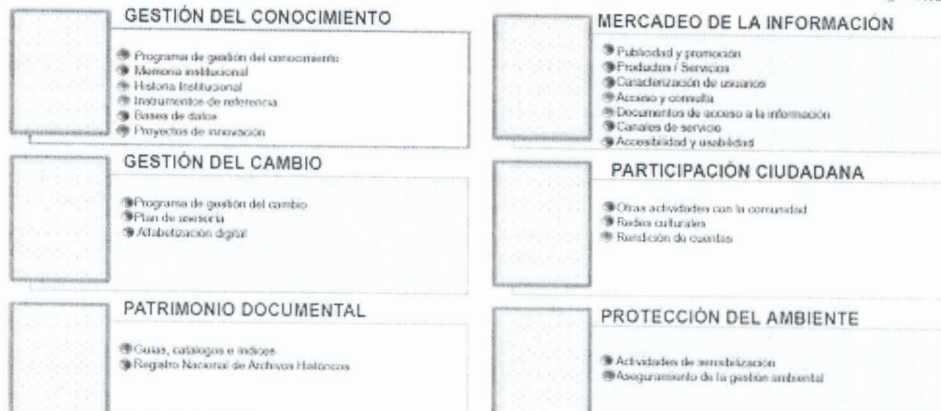 GESTIÓN DEL CONOCIMIENTO
Programa de gestión del conocimiento
Memoria institucional
Historia Institucional
Instrumentos de referencia
Bases de datos
Proyectos de innovación
GESTIÓN DEL CAMBIO
Programa de gestión del cambio
Plan de asesoría
Alfabetización digital
PATRIMONIO DOCUMENTAL
Guías, catálogos e índices
Registro Nacional de Archivos Históricos
MERCADEO DE LA INFORMACIÓN
Publicidad y promoción
Productos / Servicios
Caracterización de usuarios
Acceso y consulta
Documentos de acceso a la información
Canales de servicio
Accesibilidad y usabilidad
PARTICIPACIÓN CIUDADANA
Otras actividades con la comunidad
Redes culturales
Rendición de cuentas
PROTECCIÓN DEL AMBIENTE
Actividades de sensibilización
Aseguramiento de la gestión ambiental